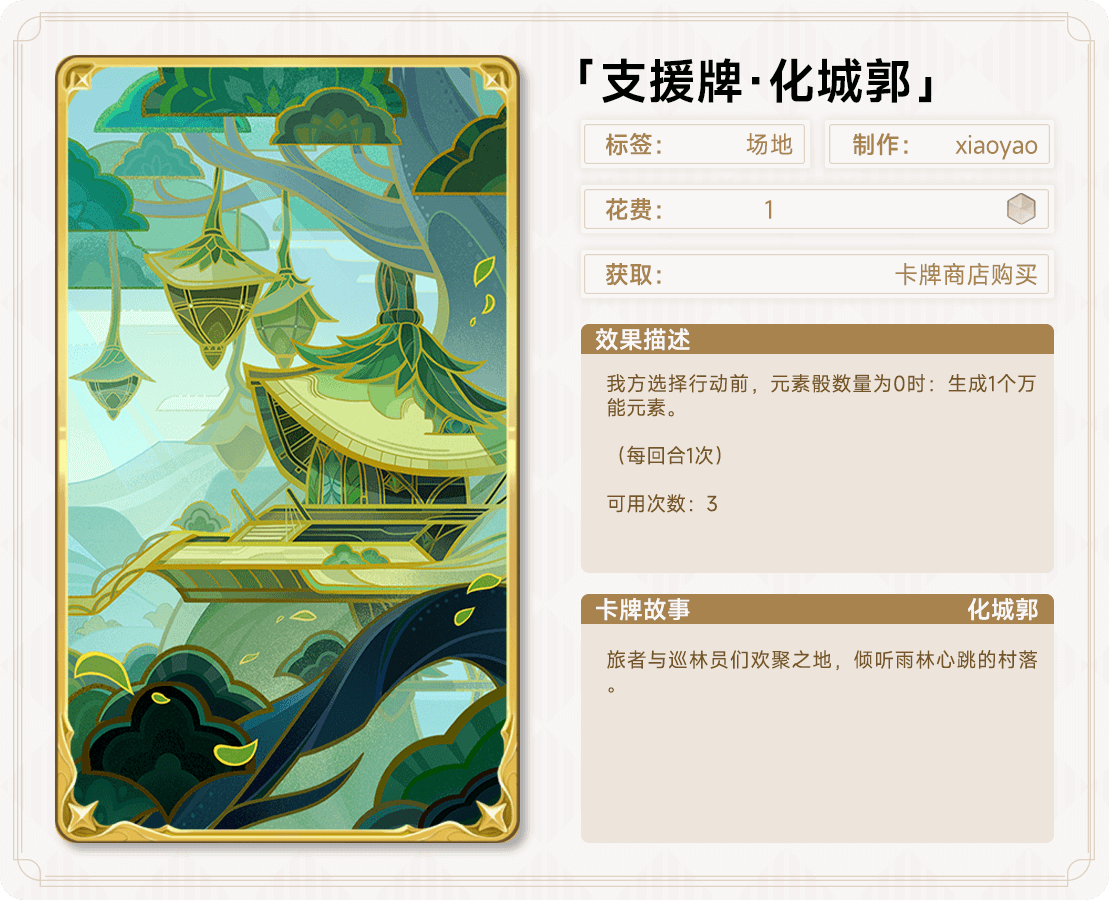 「支援牌·化城郭」
标签： 场地 制作： xiaoyao
花费： 1
获取： 卡牌商店购买
效果描述
我方选择行动前，元素骰数量为0时：生成1个万
能元素。
（每回合1次）
可用次数：3
卡牌故事 化城郭
旅者与巡林员们欢聚之地，倾听雨林心跳的村落
。